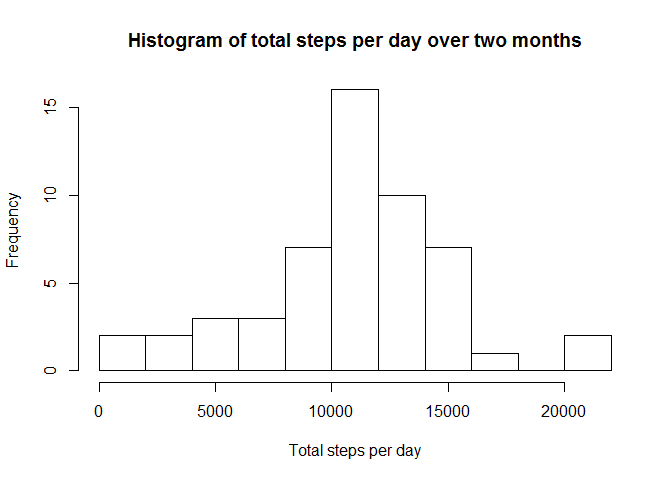 Histogram of total steps per day over two months
Frequency
15
10
5
0
0 5000 10000 15000 20000
Total steps per day